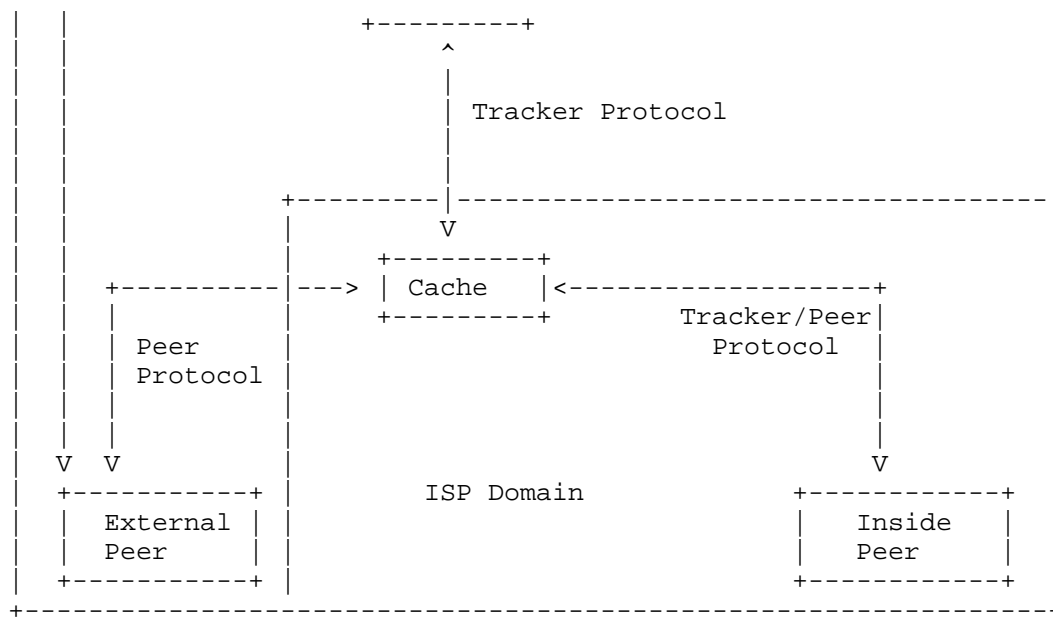 Tracker Protocol
Cache
Tracker/Peer
Protocol
Peer
Protocol
ISP Domain
External
Peer
Inside
Peer